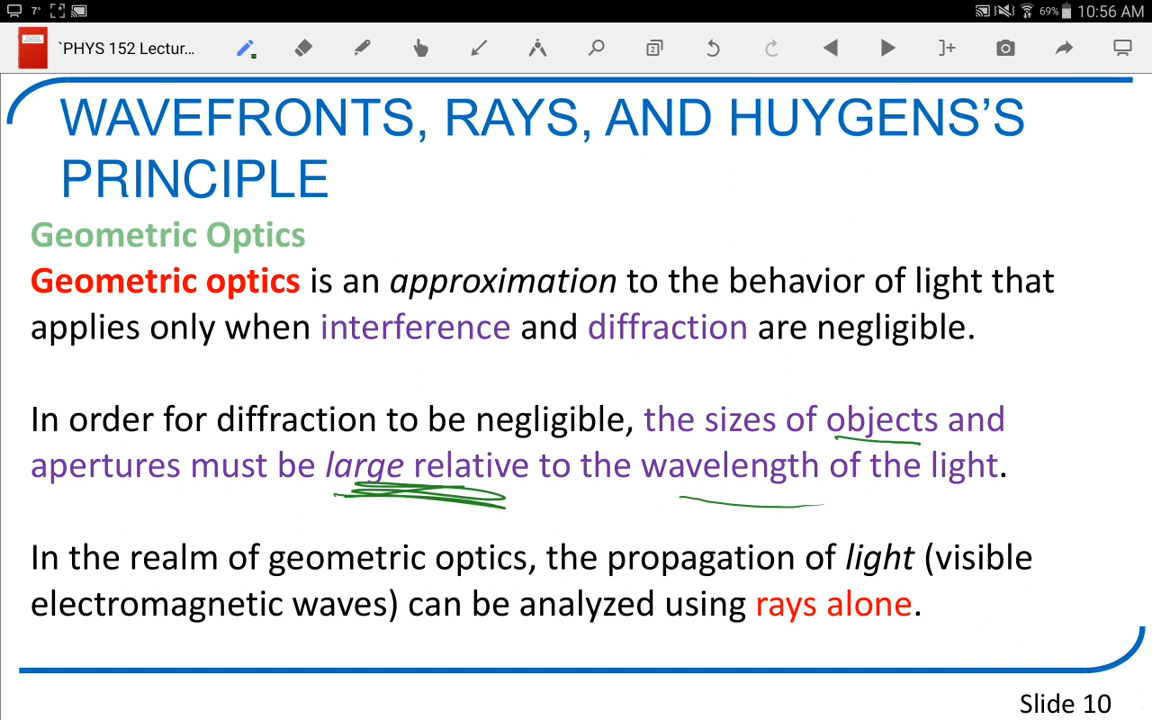 7°
69%
10:56 AM
`PHYS 152 Lectur...
2
WAVEFRONTS, RAYS, AND HUYGENS’S
PRINCIPLE
Geometric Optics
Geometric optics is an approximation to the behavior of light that
applies only when interference and diffraction are negligible.
In order for diffraction to be negligible, the sizes of objects and
apertures must be large relative to the wavelength of the light.
In the realm of geometric optics, the propagation of light (visible
electromagnetic waves) can be analyzed using rays alone.
Slide 10